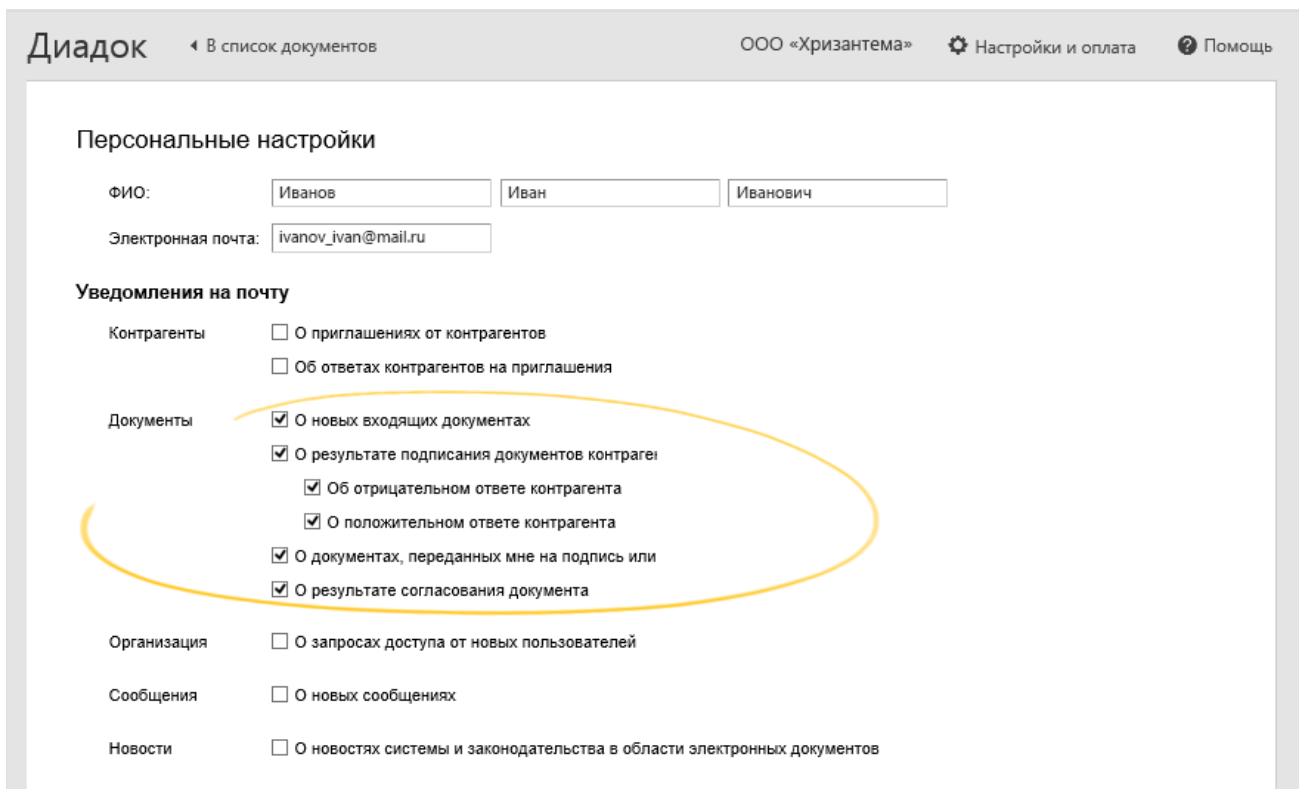 Диадок В список документов ООО «Хризантема» Настройки и оплата Помощь
Персональные настройки
ФИО: Иванов Иван Иванович
Электронная почта: ivanov_ivan@mail.ru
Уведомления на почту
Контрагенты О приглашениях от контрагентов
Об ответах контрагентов на приглашения
Документы О новых входящих документах
О результате подписания документов контраге
Об отрицательном ответе контрагента
О положительном ответе контрагента
О документах, переданных мне на подпись или
О результате согласования документа
Организация О запросах доступа от новых пользователей
Сообщения О новых сообщениях
Новости О новостях системы и законодательства в области электронных документов